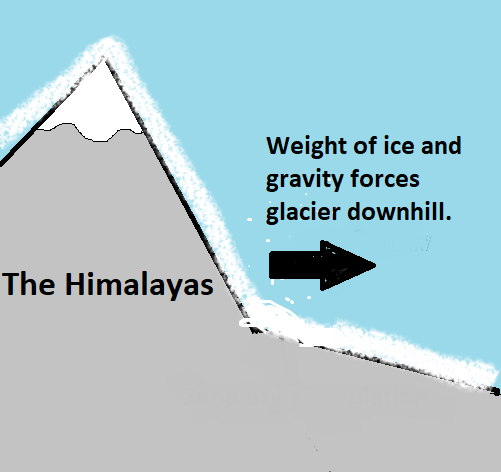 Weight of ice and
gravity forces
glacier downhill.
The Himalayas